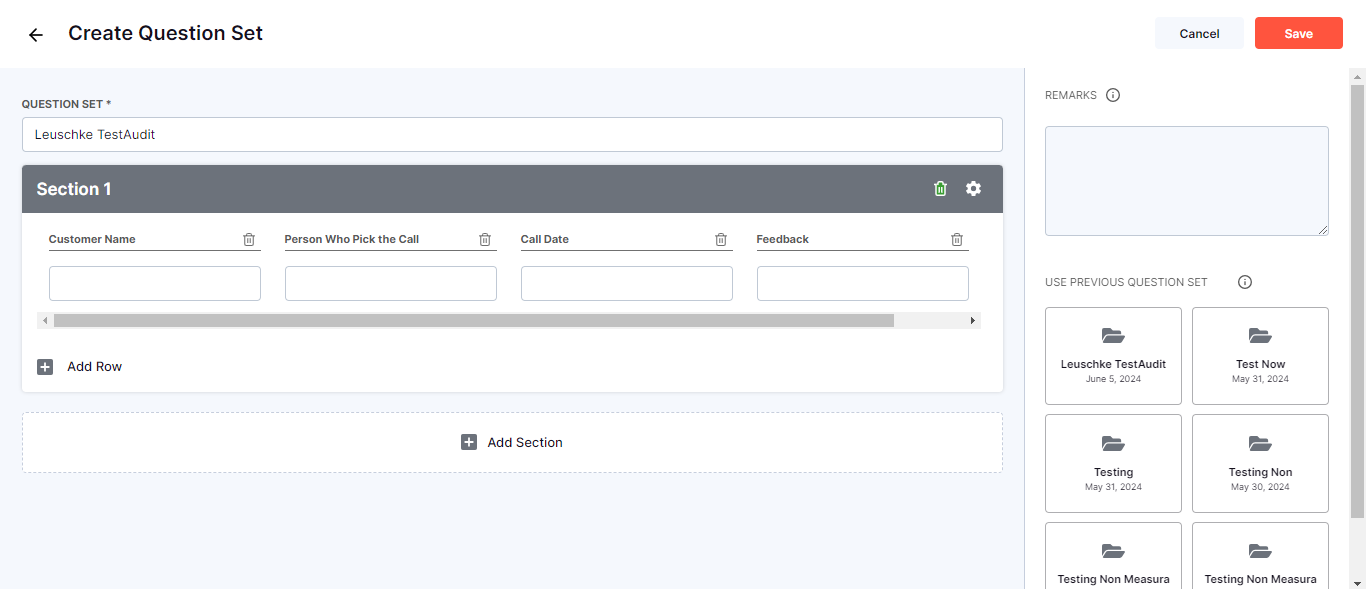 Create Question Set
Cancel
Save
QUESTION SET *
Leuschke TestAudit
Section 1
Customer Name
Person Who Pick the Call
Call Date
Feedback
Add Row
Add Section
REMARKS
USE PREVIOUS QUESTION SET
Leuschke TestAudit
June 5, 2024
Test Now
May 31, 2024
Testing
May 31, 2024
Testing Non
May 30, 2024
Testing Non Measura
Testing Non Measura